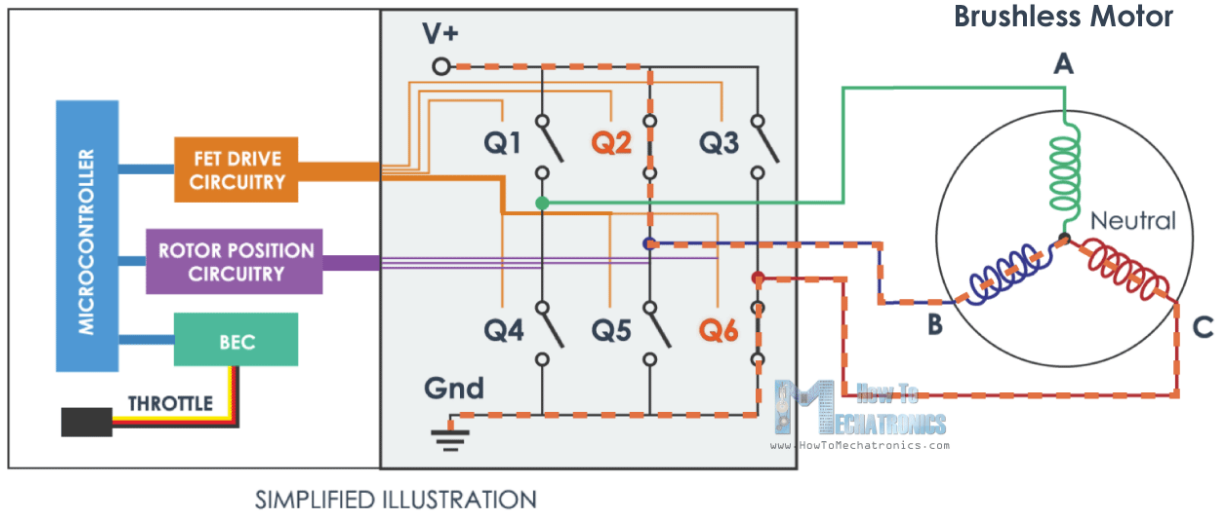 Brushless Motor
V+
A
Q1
Q2
Q3
MICROCONTROLLER
FET DRIVE
CIRCUITRY
Neutral
ROTOR POSITION
CIRCUITRY
B
C
Q4
Q5
Q6
BEC
Gnd
THROTTLE
How To
MECHATRONICS
www.HowToMechatronics.com
SIMPLIFIED ILLUSTRATION